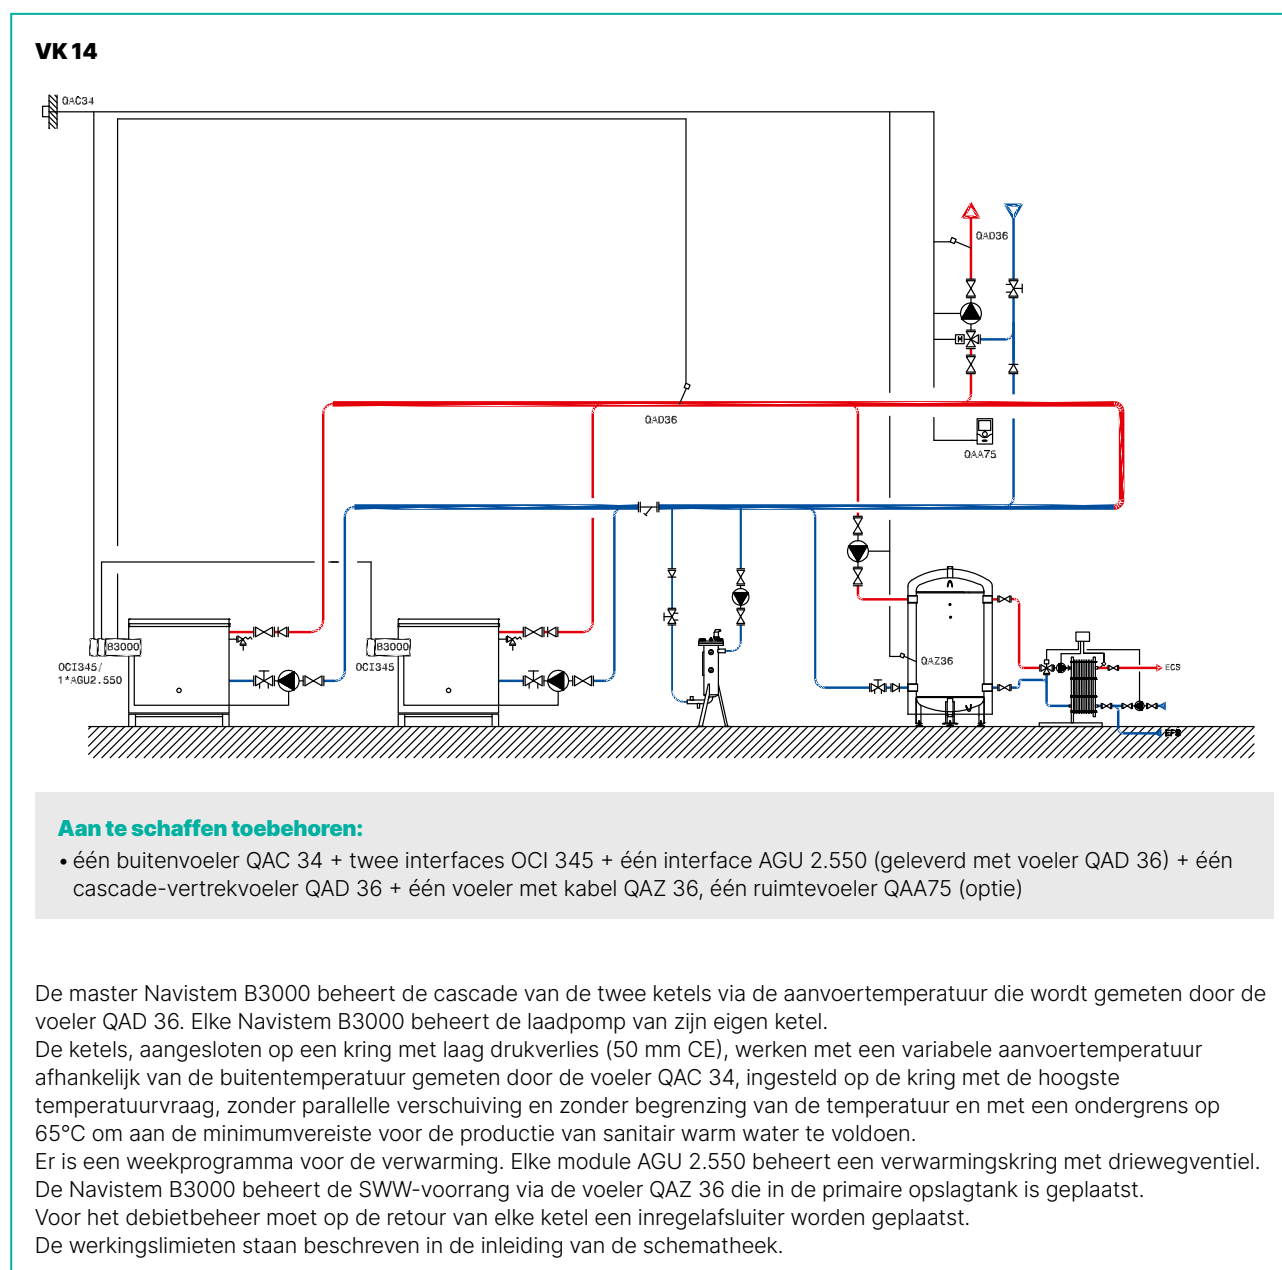 VK 14
QAC34
QAD36
QAD36
QAA75
B3000
OCI345/
1*AGU2.550
B3000
OCI345
QAZ36
ECS
EFS
Aan te schaffen toebehoren:
• één buitenvoeler QAC 34 + twee interfaces OCI 345 + één interface AGU 2.550 (geleverd met voeler QAD 36) + één
cascade-vertrekvoeler QAD 36 + één voeler met kabel QAZ 36, één ruimtevoeler QAA75 (optie)
De master Navistem B3000 beheert de cascade van de twee ketels via de aanvoertemperatuur die wordt gemeten door de
voeler QAD 36. Elke Navistem B3000 beheert de laadpomp van zijn eigen ketel.
De ketels, aangesloten op een kring met laag drukverlies (50 mm CE), werken met een variabele aanvoertemperatuur
afhankelijk van de buitentemperatuur gemeten door de voeler QAC 34, ingesteld op de kring met de hoogste
temperatuurvraag, zonder parallelle verschuiving en zonder begrenzing van de temperatuur en met een ondergrens op
65°C om aan de minimumvereiste voor de productie van sanitair warm water te voldoen.
Er is een weekprogramma voor de verwarming. Elke module AGU 2.550 beheert een verwarmingskring met driewegventiel.
De Navistem B3000 beheert de SWW-voorrang via de voeler QAZ 36 die in de primaire opslagtank is geplaatst.
Voor het debietbeheer moet op de retour van elke ketel een inregelafsluiter worden geplaatst.
De werkingslimieten staan beschreven in de inleiding van de schematheek.